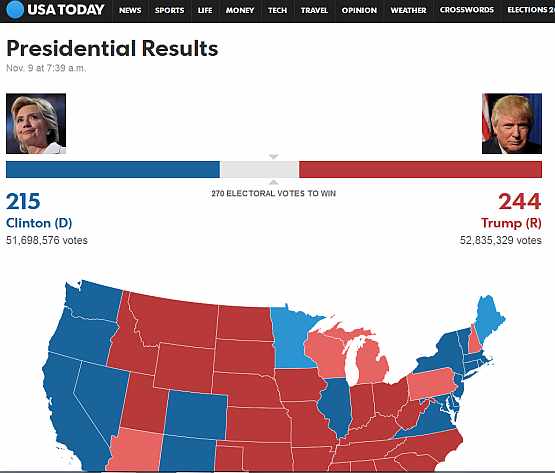 USA TODAY NEWS SPORTS LIFE MONEY TECH TRAVEL OPINION WEATHER CROSSWORDS ELECTIONS 2
Presidential Results
Nov. 9 at 7:39 a.m.
270 ELECTORAL VOTES TO WIN
215 244
Clinton (D) Trump (R)
51,698,576 votes 52,835,329 votes